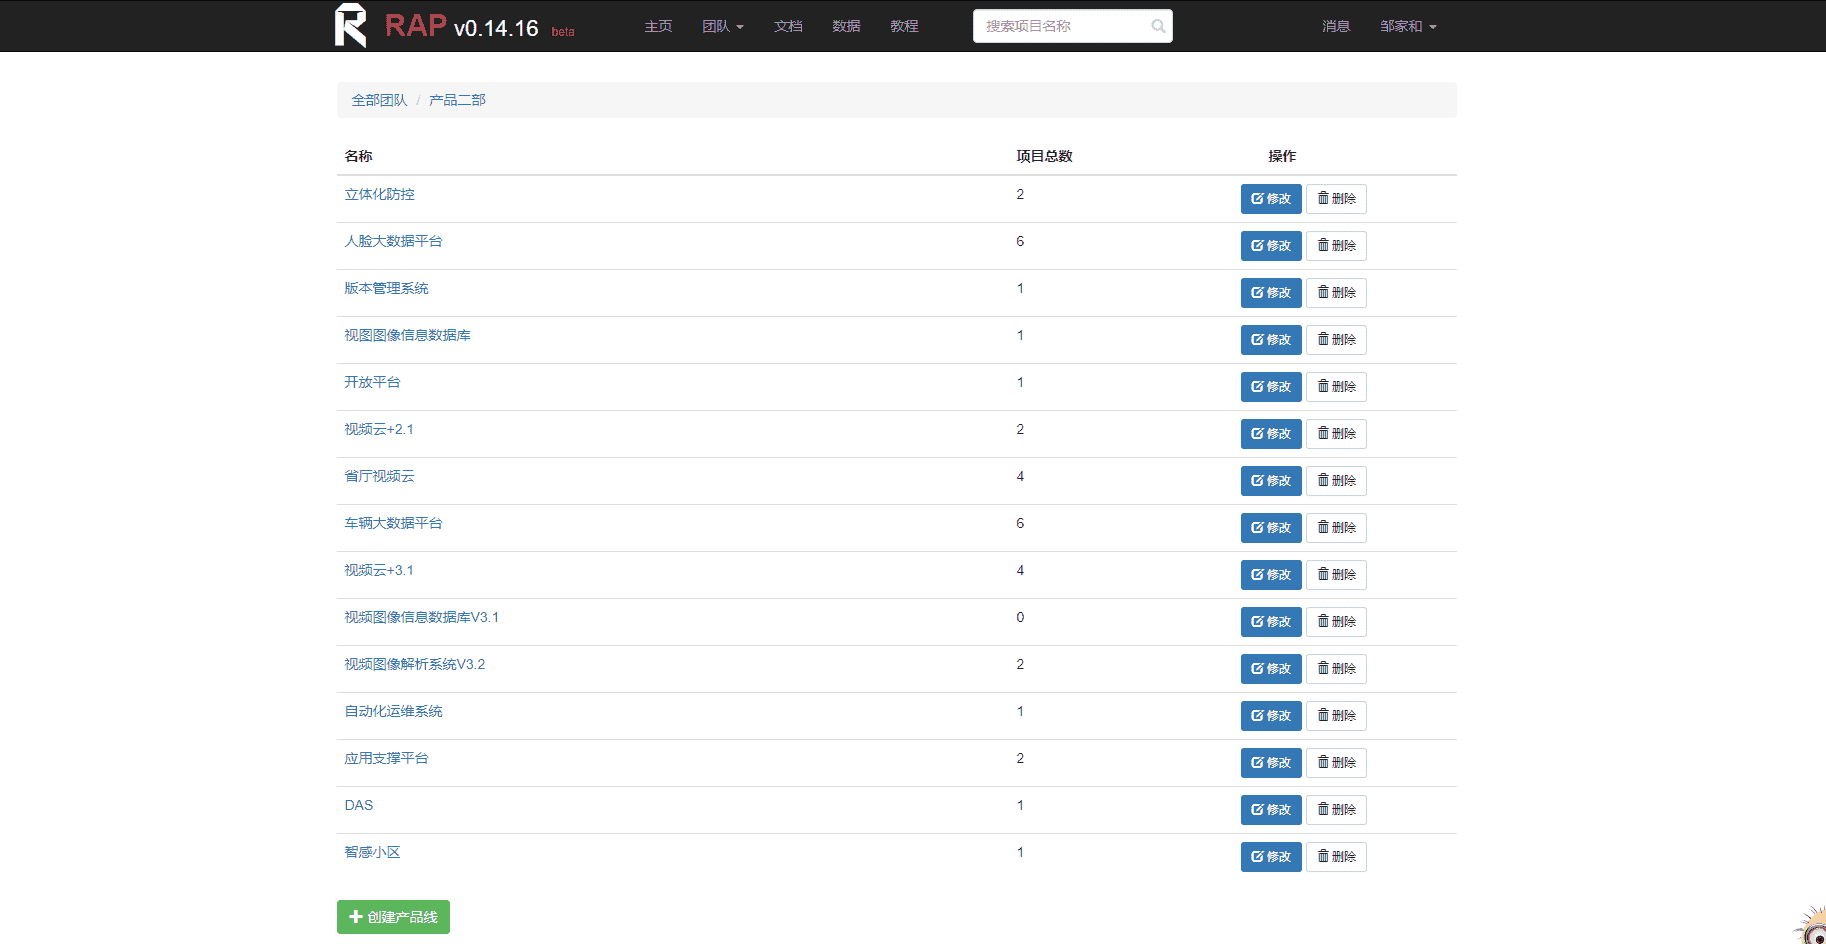 RAP v0.14.16 beta 主页 团队 文档 数据 教程 搜索项目名称 消息 邹家和
全部团队 / 产品二部
名称 项目总数 操作
立体化防控 2 修改 删除
人脸大数据平台 6 修改 删除
版本管理系统 1 修改 删除
视图图像信息数据库 1 修改 删除
开放平台 1 修改 删除
视频云+2.1 2 修改 删除
省厅视频云 4 修改 删除
车辆大数据平台 6 修改 删除
视频云+3.1 4 修改 删除
视频图像信息数据库V3.1 0 修改 删除
视频图像解析系统V3.2 2 修改 删除
自动化运维系统 1 修改 删除
应用支撑平台 2 修改 删除
DAS 1 修改 删除
智感小区 1 修改 删除
创建产品线